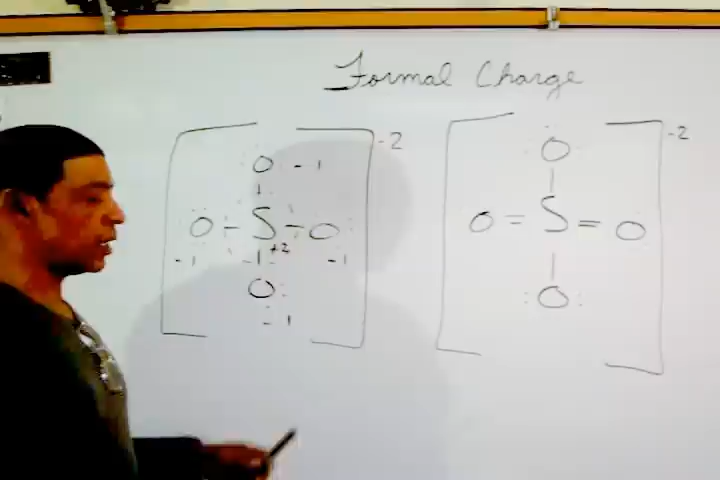 Formal Charge
-2
O -1
O - S - O
+2
-1 -1
O
-1
-2
O
O = S = O
O